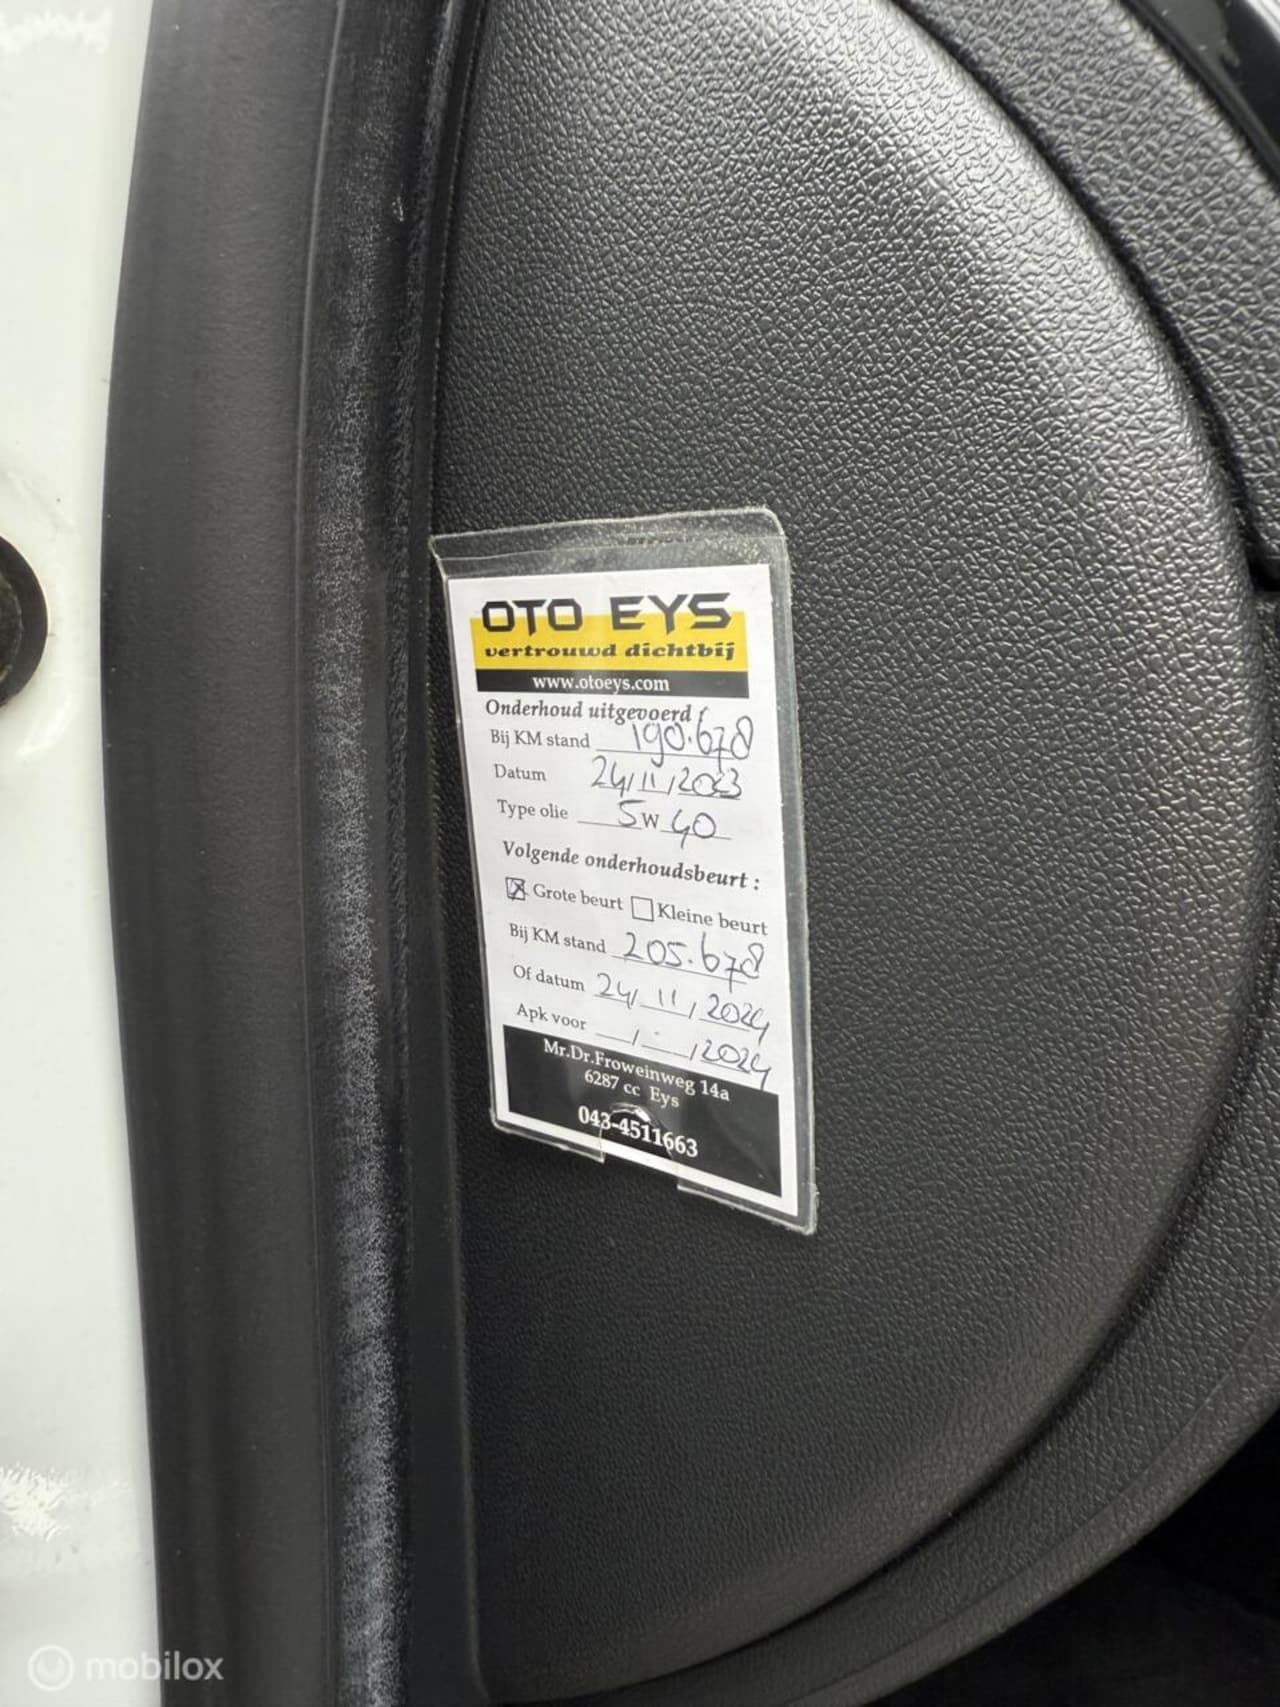 OTO EYS
vertrouwd dichtbij
www.otoeys.com
Onderhoud uitgevoerd :
Bij KM stand 190.678
Datum 24/11/2023
Type olie 5W40
Volgende onderhoudsbeurt :
Grote beurt Kleine beurt
Bij KM stand 205.678
Of datum 24/11/2024
Apk voor / /2024
Mr.Dr.Froweinweg 14a
6287 cc Eys
043-4511663
mobilox